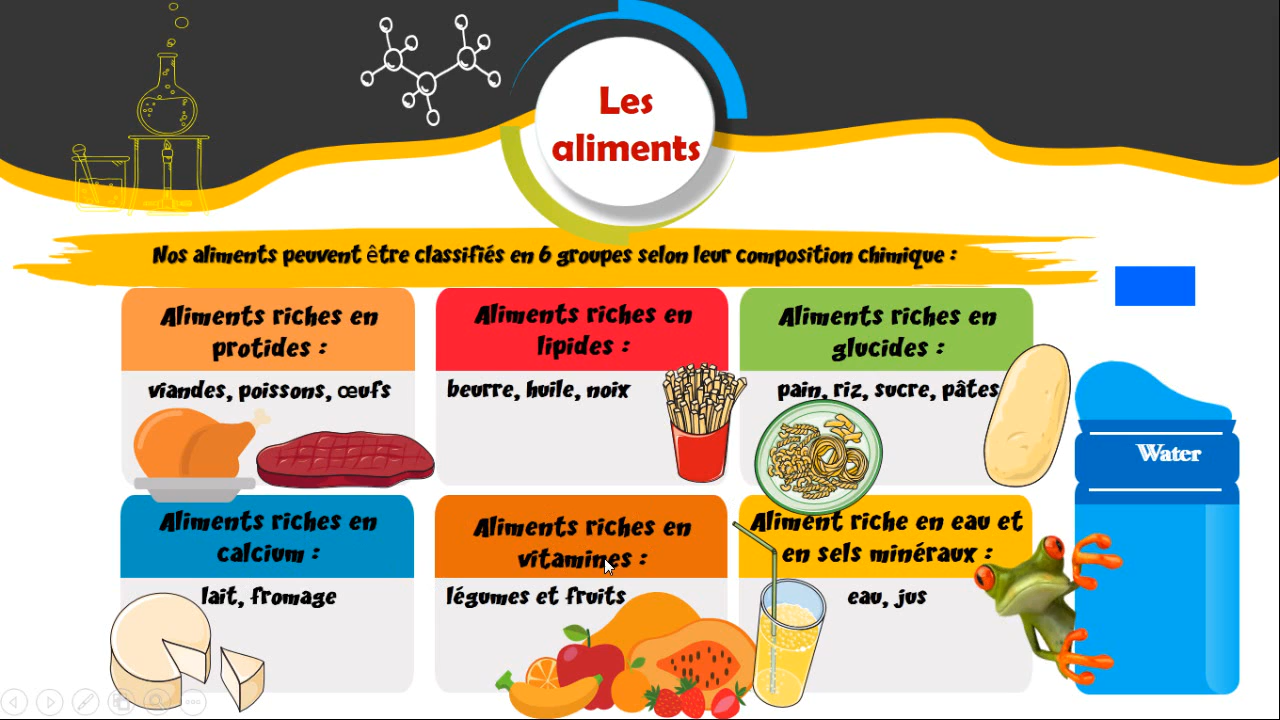 Les
aliments
Nos aliments peuvent être classifiés en 6 groupes selon leur composition chimique :
Aliments riches en
protides :
viandes, poissons, œufs
Aliments riches en
lipides :
beurre, huile, noix
Aliments riches en
glucides :
pain, riz, sucre, pâtes
Water
Aliments riches en
calcium :
lait, fromage
Aliments riches en
vitamines :
légumes et fruits
Aliment riche en eau et
en sels minéraux :
eau, jus